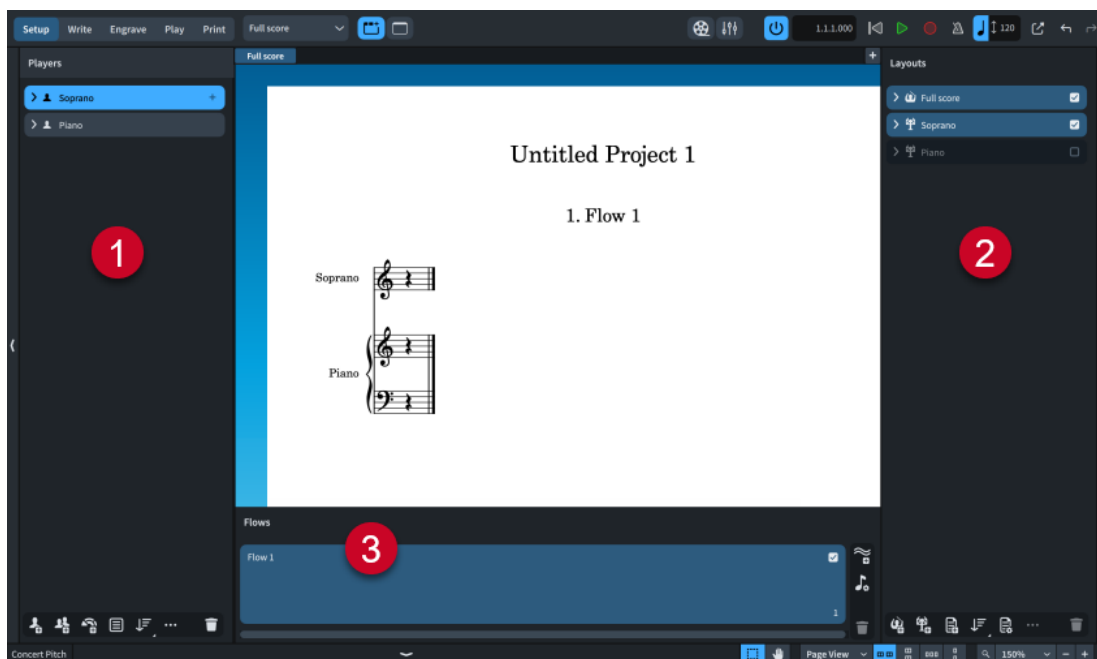 Setup Write Engrave Play Print Full score 1.1.1.000 120
Players
Full score
Layouts
Soprano
Piano
Full score
Soprano
Piano
Untitled Project 1
1. Flow 1
Soprano
Piano
1
2
Flows
3
Flow 1
1
Concert Pitch Page View 150%